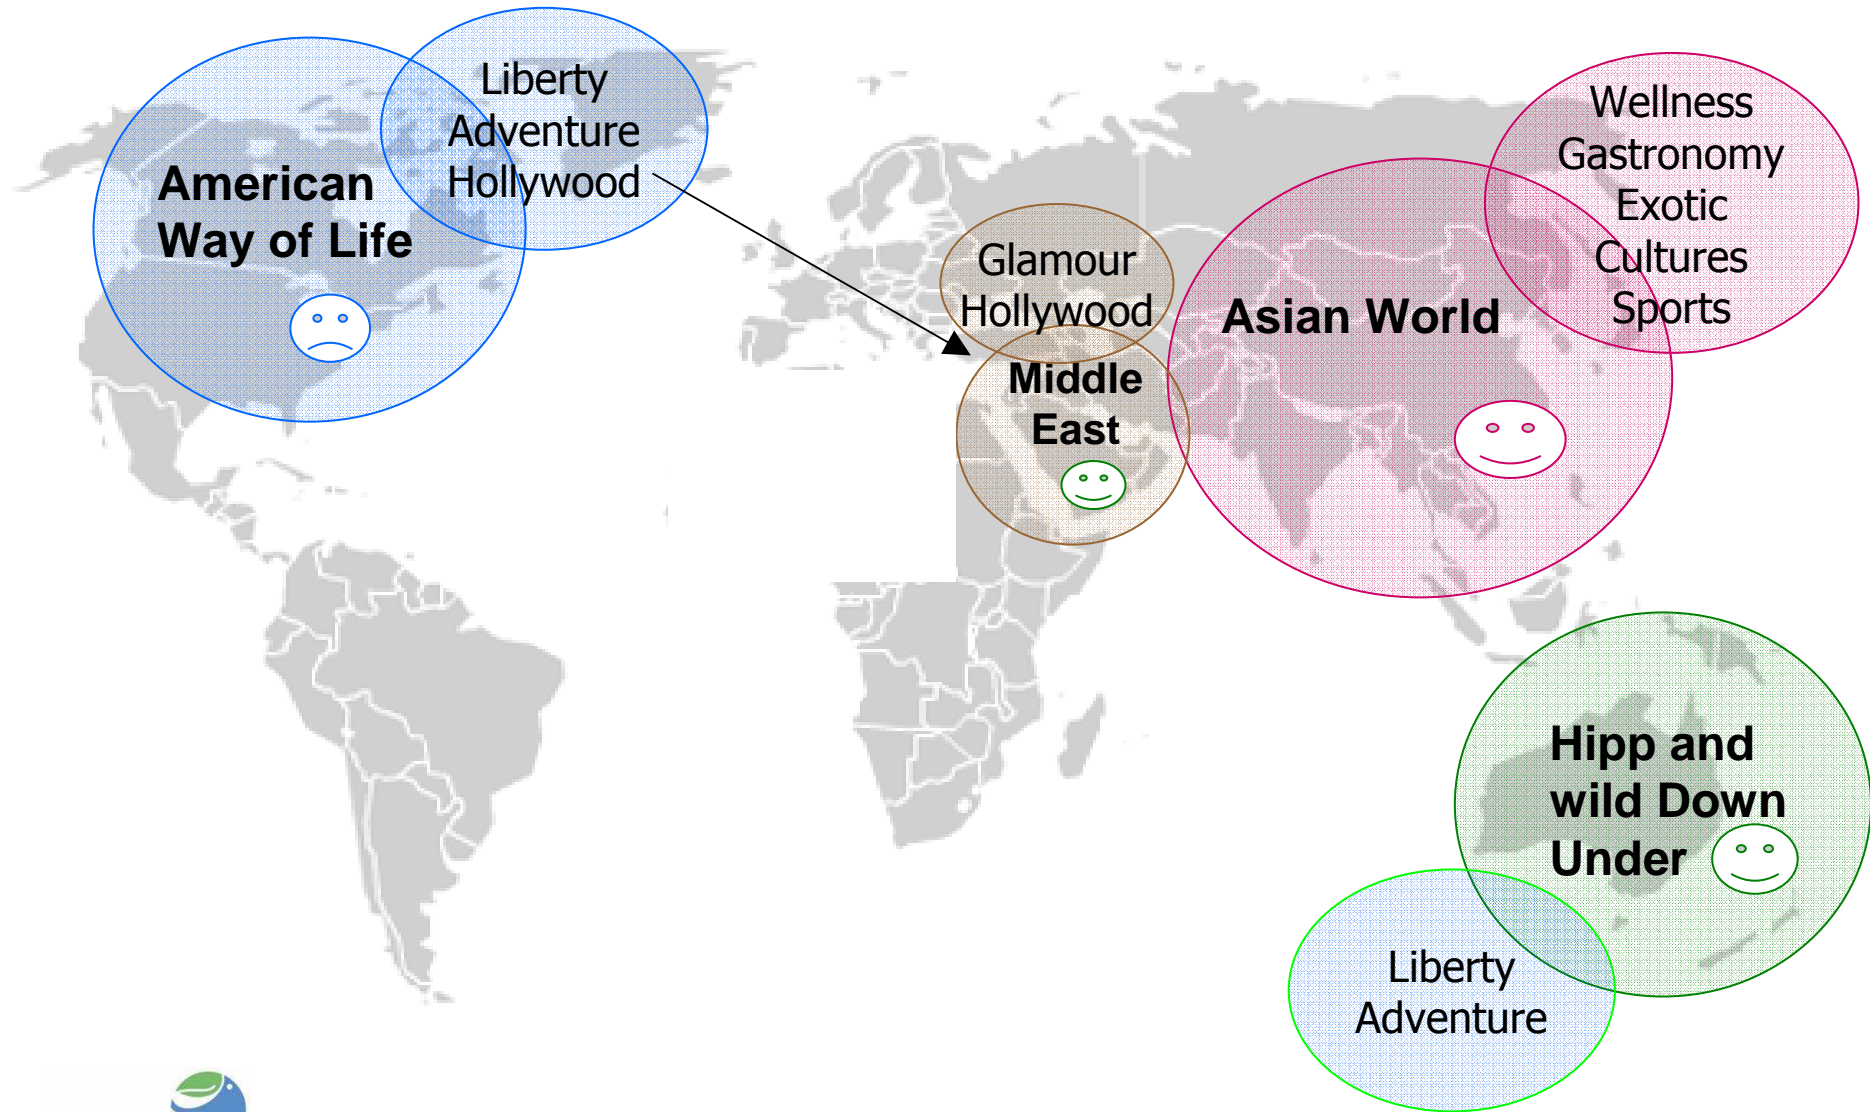 Liberty
Adventure
Hollywood
American
Way of Life
Glamour
Hollywood
Middle
East
Wellness
Gastronomy
Exotic
Cultures
Sports
Asian World
Hipp and
wild Down
Under
Liberty
Adventure